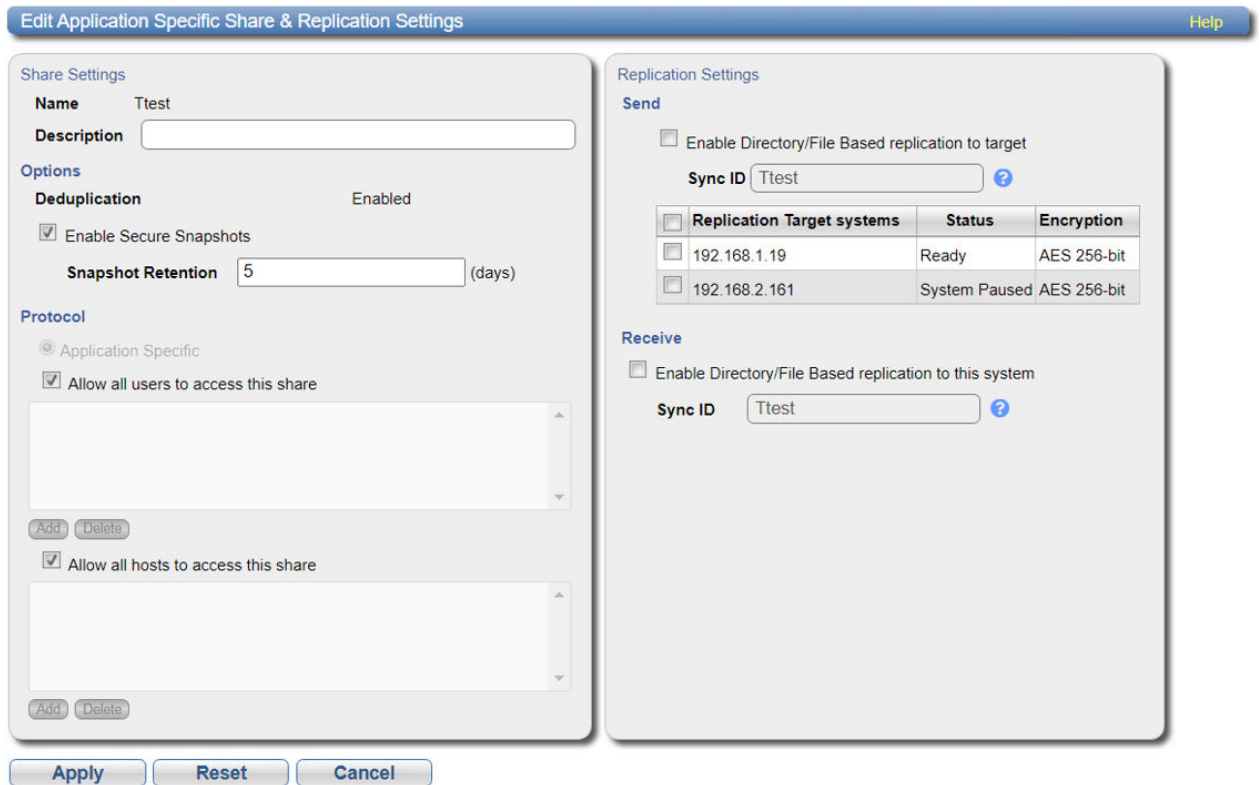 Edit Application Specific Share & Replication Settings
Help
Share Settings
Name Ttest
Description
Options
Deduplication Enabled
Enable Secure Snapshots
Snapshot Retention 5 (days)
Protocol
Application Specific
Allow all users to access this share
Add Delete
Allow all hosts to access this share
Add Delete
Replication Settings
Send
Enable Directory/File Based replication to target
Sync ID Ttest ?
Replication Target systems Status Encryption
192.168.1.19 Ready AES 256-bit
192.168.2.161 System Paused AES 256-bit
Receive
Enable Directory/File Based replication to this system
Sync ID Ttest ?
Apply Reset Cancel